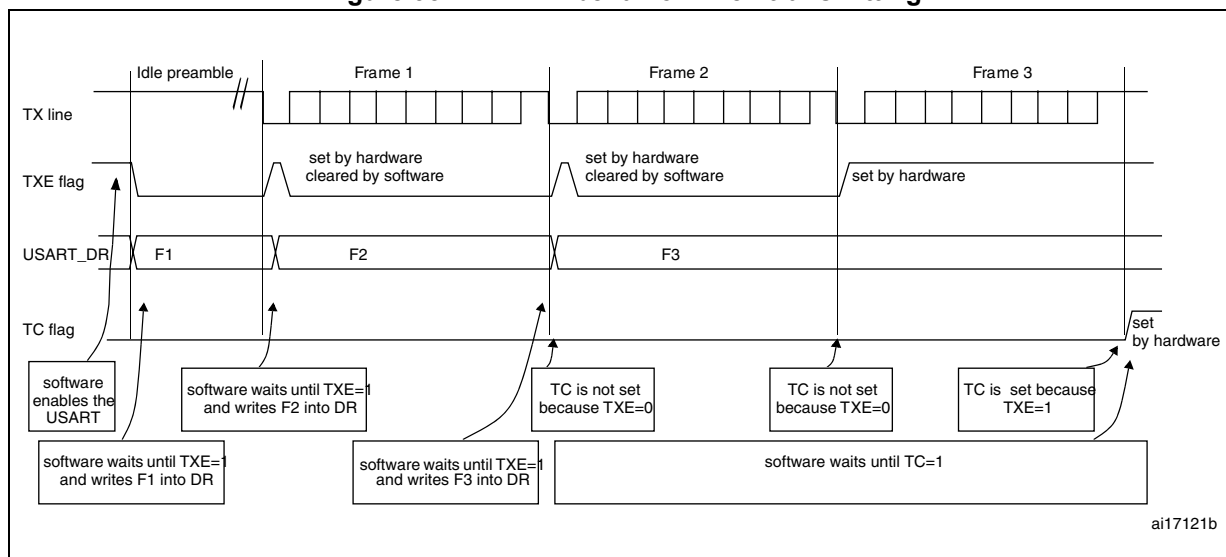 Idle preamble
Frame 1
Frame 2
Frame 3
TX line
TXE flag
set by hardware
cleared by software
set by hardware
cleared by software
set by hardware
USART_DR
F1
F2
F3
TC flag
set
by hardware
software
enables the
USART
software waits until TXE=1
and writes F2 into DR
TC is not set
because TXE=0
TC is not set
because TXE=0
TC is set because
TXE=1
software waits until TXE=1
and writes F1 into DR
software waits until TXE=1
and writes F3 into DR
software waits until TC=1
ai17121b